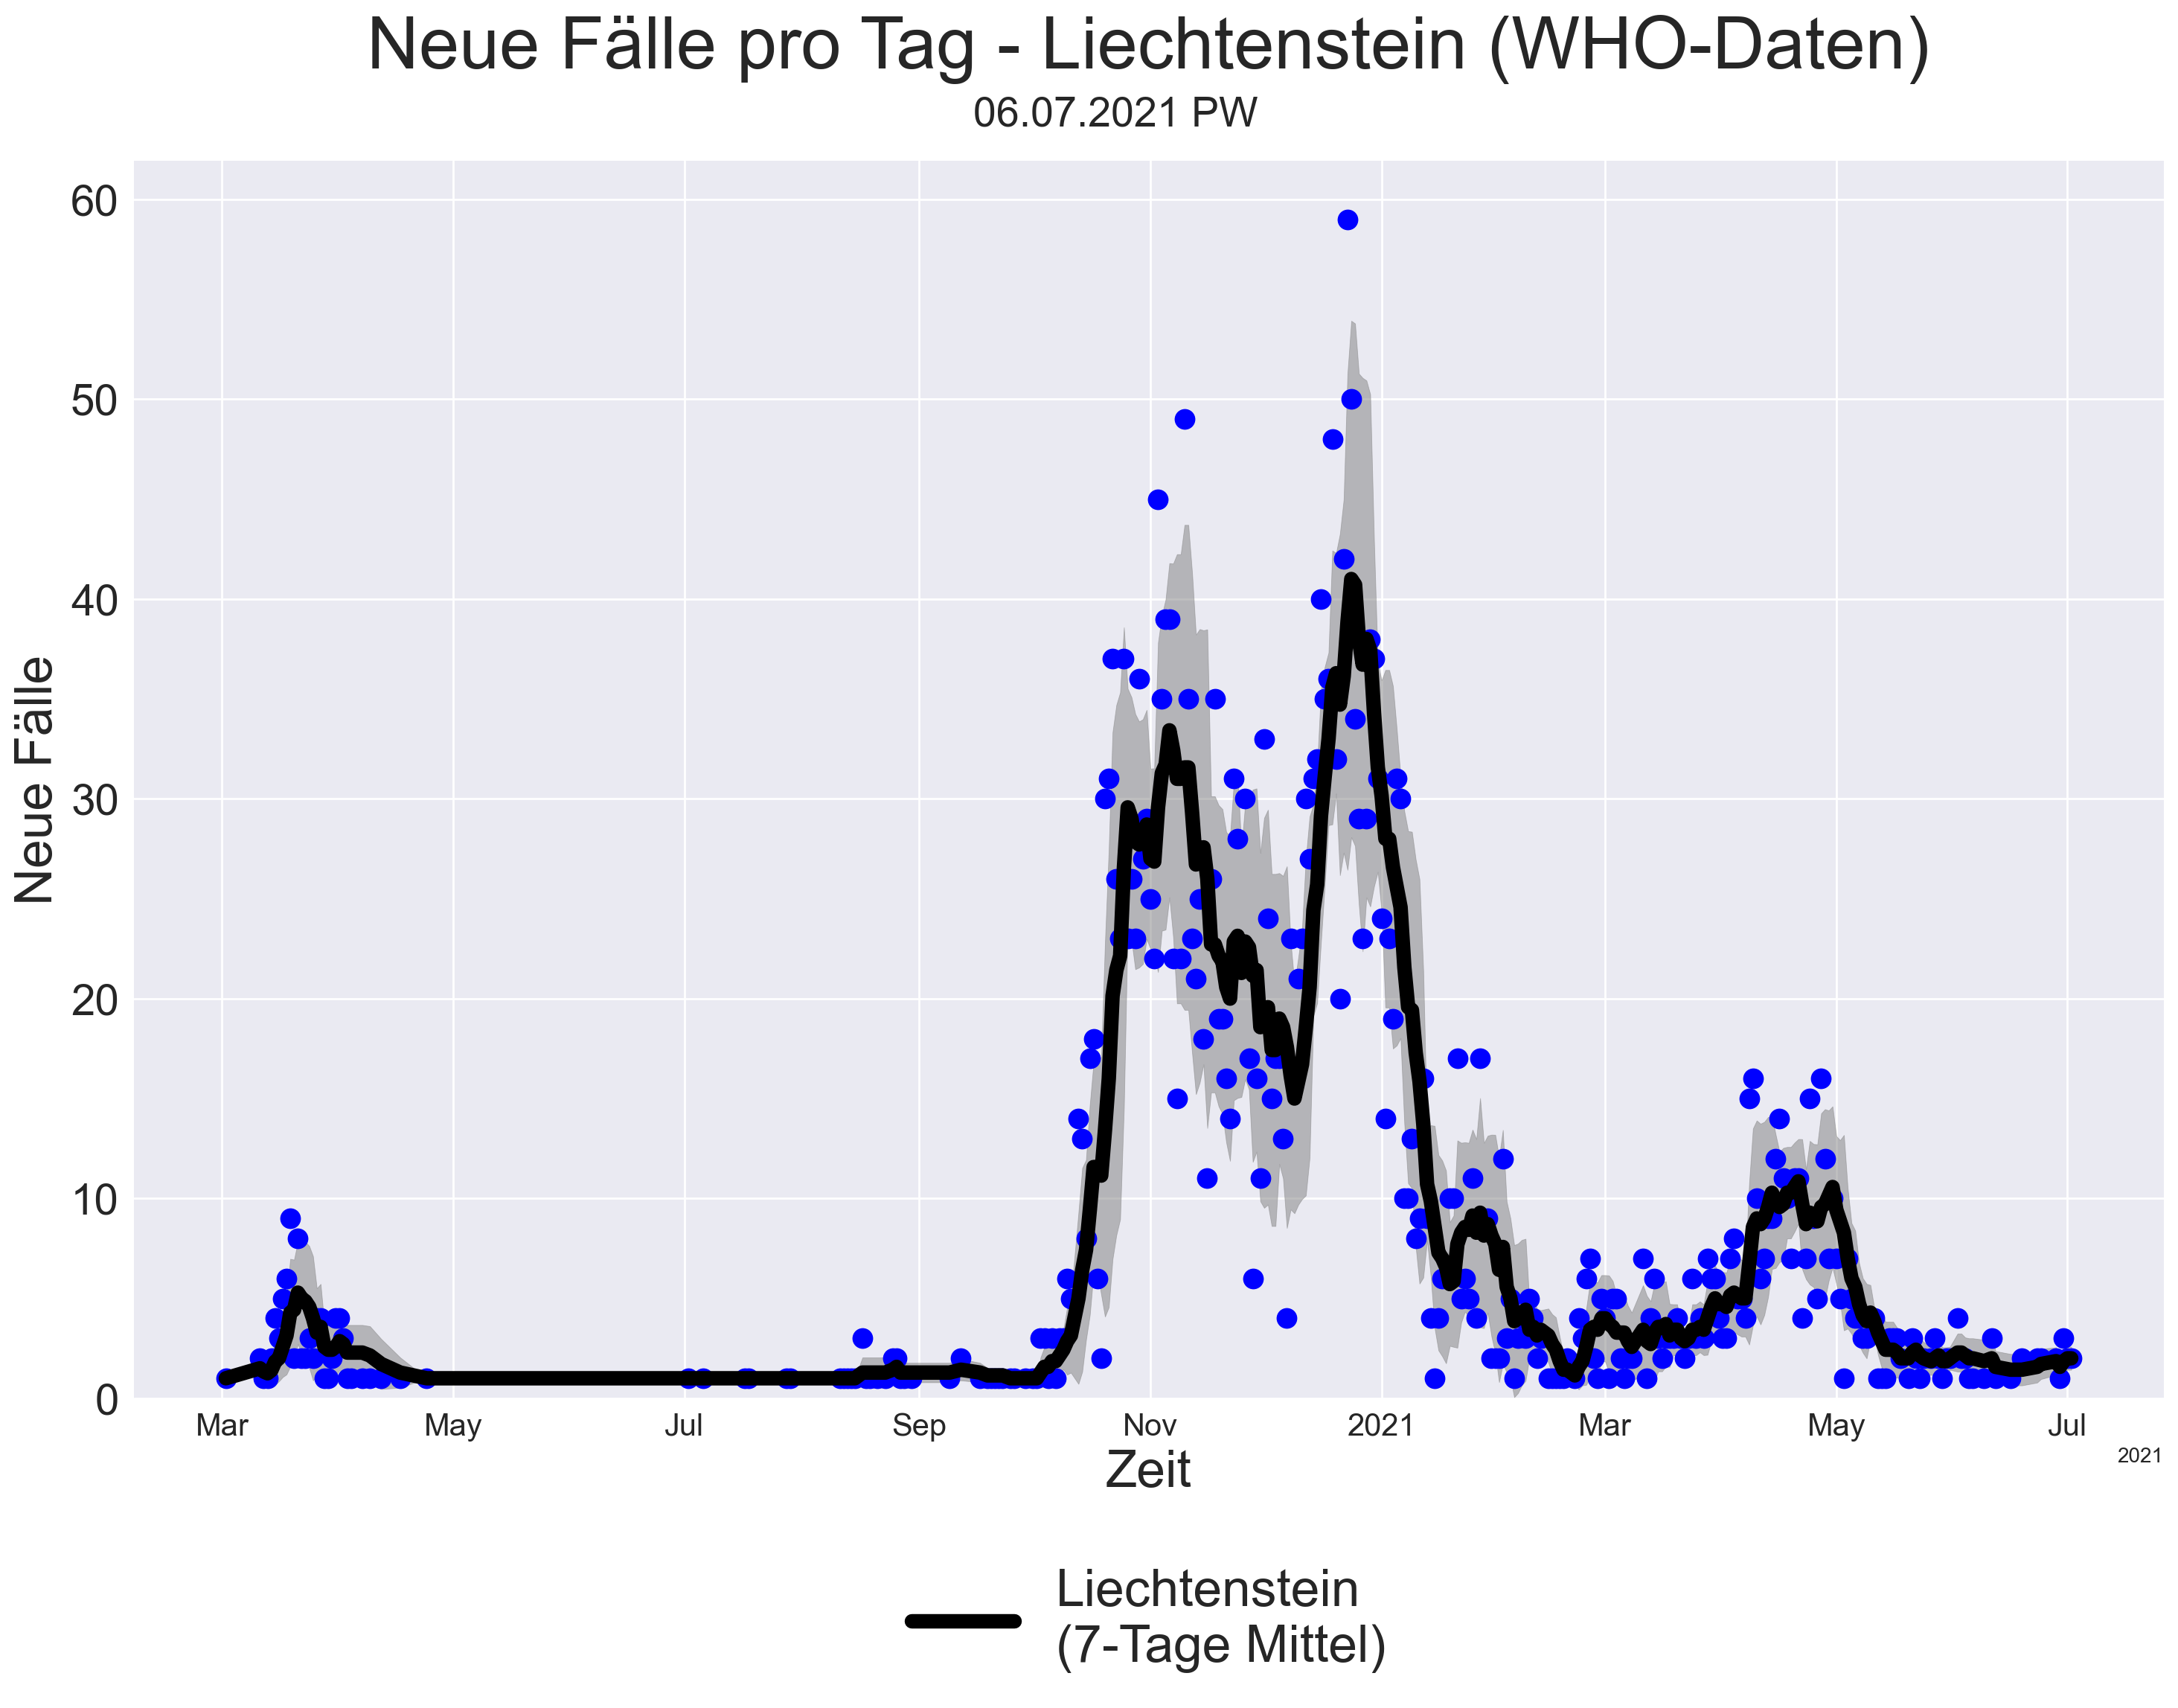 Neue Fälle pro Tag - Liechtenstein (WHO-Daten)
06.07.2021 PW
Neue Fälle
60
50
40
30
20
10
0
Mar May Jul Sep Nov 2021 Mar May Jul
2021
Zeit
Liechtenstein
(7-Tage Mittel)